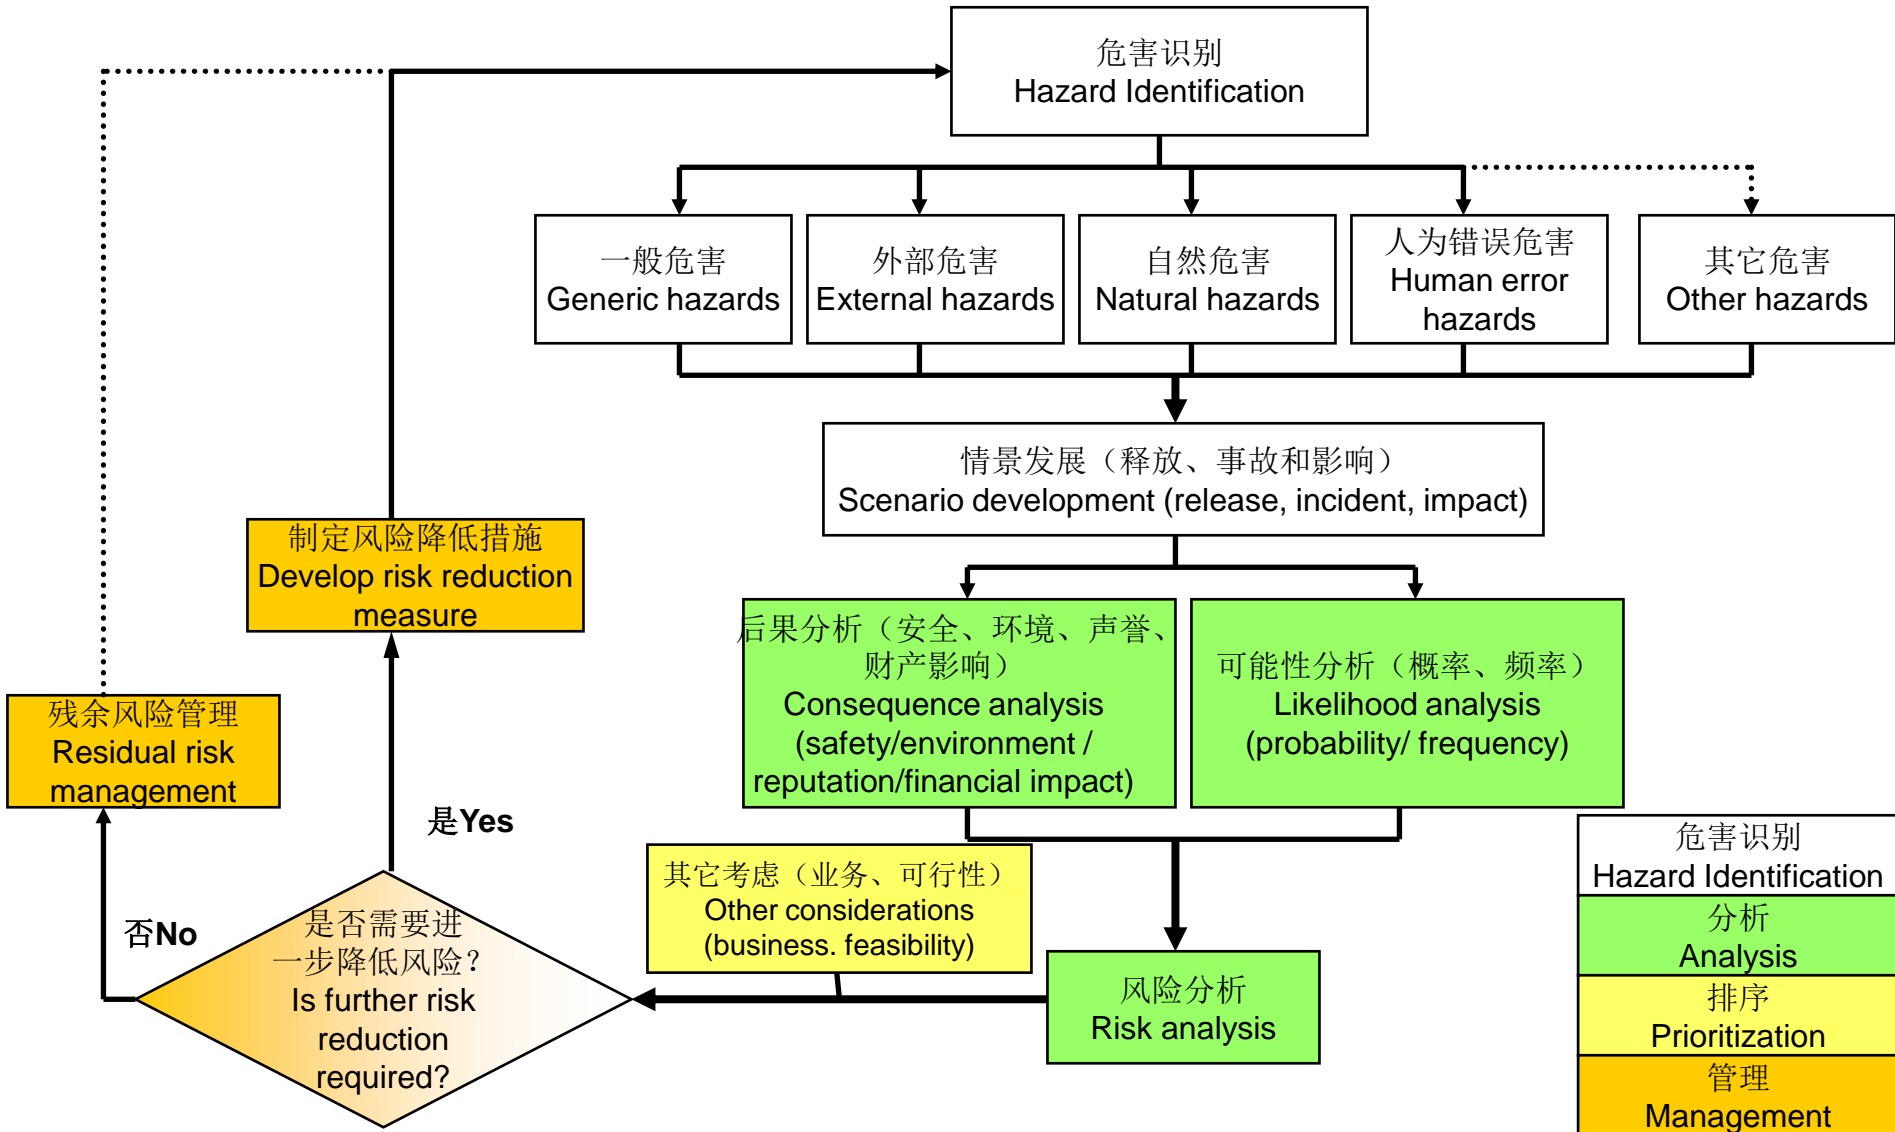 危害识别
Hazard Identification
一般危害
Generic hazards
外部危害
External hazards
自然危害
Natural hazards
人为错误危害
Human error
hazards
其它危害
Other hazards
情景发展（释放、事故和影响）
Scenario development (release, incident, impact)
制定风险降低措施
Develop risk reduction
measure
后果分析（安全、环境、声誉、
财产影响）
Consequence analysis
(safety/environment /
reputation/financial impact)
可能性分析（概率、频率）
Likelihood analysis
(probability/ frequency)
残余风险管理
Residual risk
management
是Yes
否No
其它考虑（业务、可行性）
Other considerations
(business. feasibility)
是否需要进
一步降低风险？
Is further risk
reduction
required?
风险分析
Risk analysis
危害识别
Hazard Identification
分析
Analysis
排序
Prioritization
管理
Management